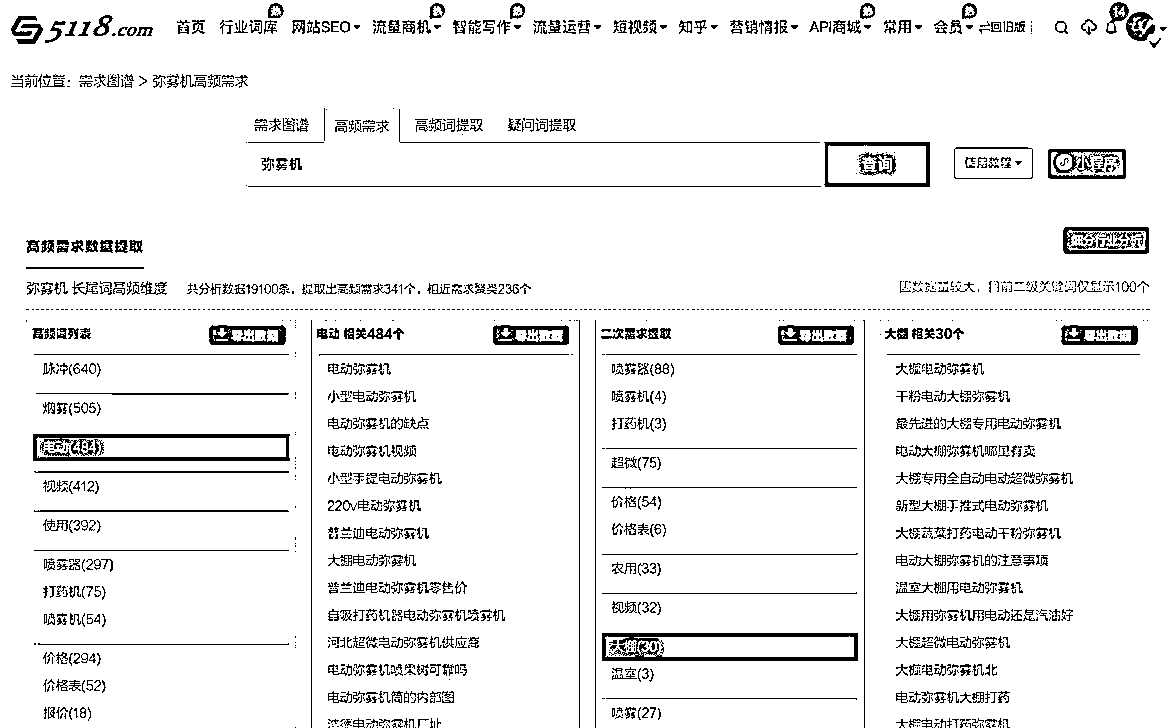 5118.com 首页 行业词库 网站SEO 流量商机 智能写作 流量运营 短视频 知乎 营销情报 API商城 常用 会员 回旧版 14
当前位置: 需求图谱 > 弥雾机高频需求
需求图谱 高频需求 高频词提取 疑问词提取
弥雾机 查询 使用教程 小程序
高频需求数据提取 细分行业分析
弥雾机 长尾词高频维度 共分析数据19100条, 提取出高频需求341个, 相近需求聚类236个 因数据量较大, 目前二级关键词仅显示100个
高频词列表 导出数据
脉冲(640)
烟雾(505)
电动(484)
视频(412)
使用(392)
喷雾器(297)
打药机(75)
喷雾机(54)
价格(294)
价格表(52)
报价(18)
电动 相关484个 导出数据
电动弥雾机
小型电动弥雾机
电动弥雾机的缺点
电动弥雾机视频
小型手提电动弥雾机
220v电动弥雾机
普兰迪电动弥雾机
大棚电动弥雾机
普兰迪电动弥雾机零售价
自吸打药机器电动弥雾机喷雾机
河北超微电动弥雾机供应商
电动弥雾机喷果树可靠吗
电动弥雾机筒的内部图
电动弥雾机厂址
二次需求提取 导出数据
喷雾器(88)
喷雾机(4)
打药机(3)
超微(75)
价格(54)
价格表(6)
农用(33)
视频(32)
大棚(30)
温室(3)
喷雾(27)
大棚 相关30个 导出数据
大棚电动弥雾机
干粉电动大棚弥雾机
最先进的大棚专用电动弥雾机
电动大棚弥雾机哪里有卖
大棚专用全自动电动超微弥雾机
新型大棚手推式电动弥雾机
大棚蔬菜打药电动干粉弥雾机
电动大棚弥雾机的注意事项
温室大棚用电动弥雾机
大棚用弥雾机用电动还是汽油好
大棚超微电动弥雾机
大棚电动弥雾机北
电动弥雾机大棚打药
大棚电动打药弥雾机